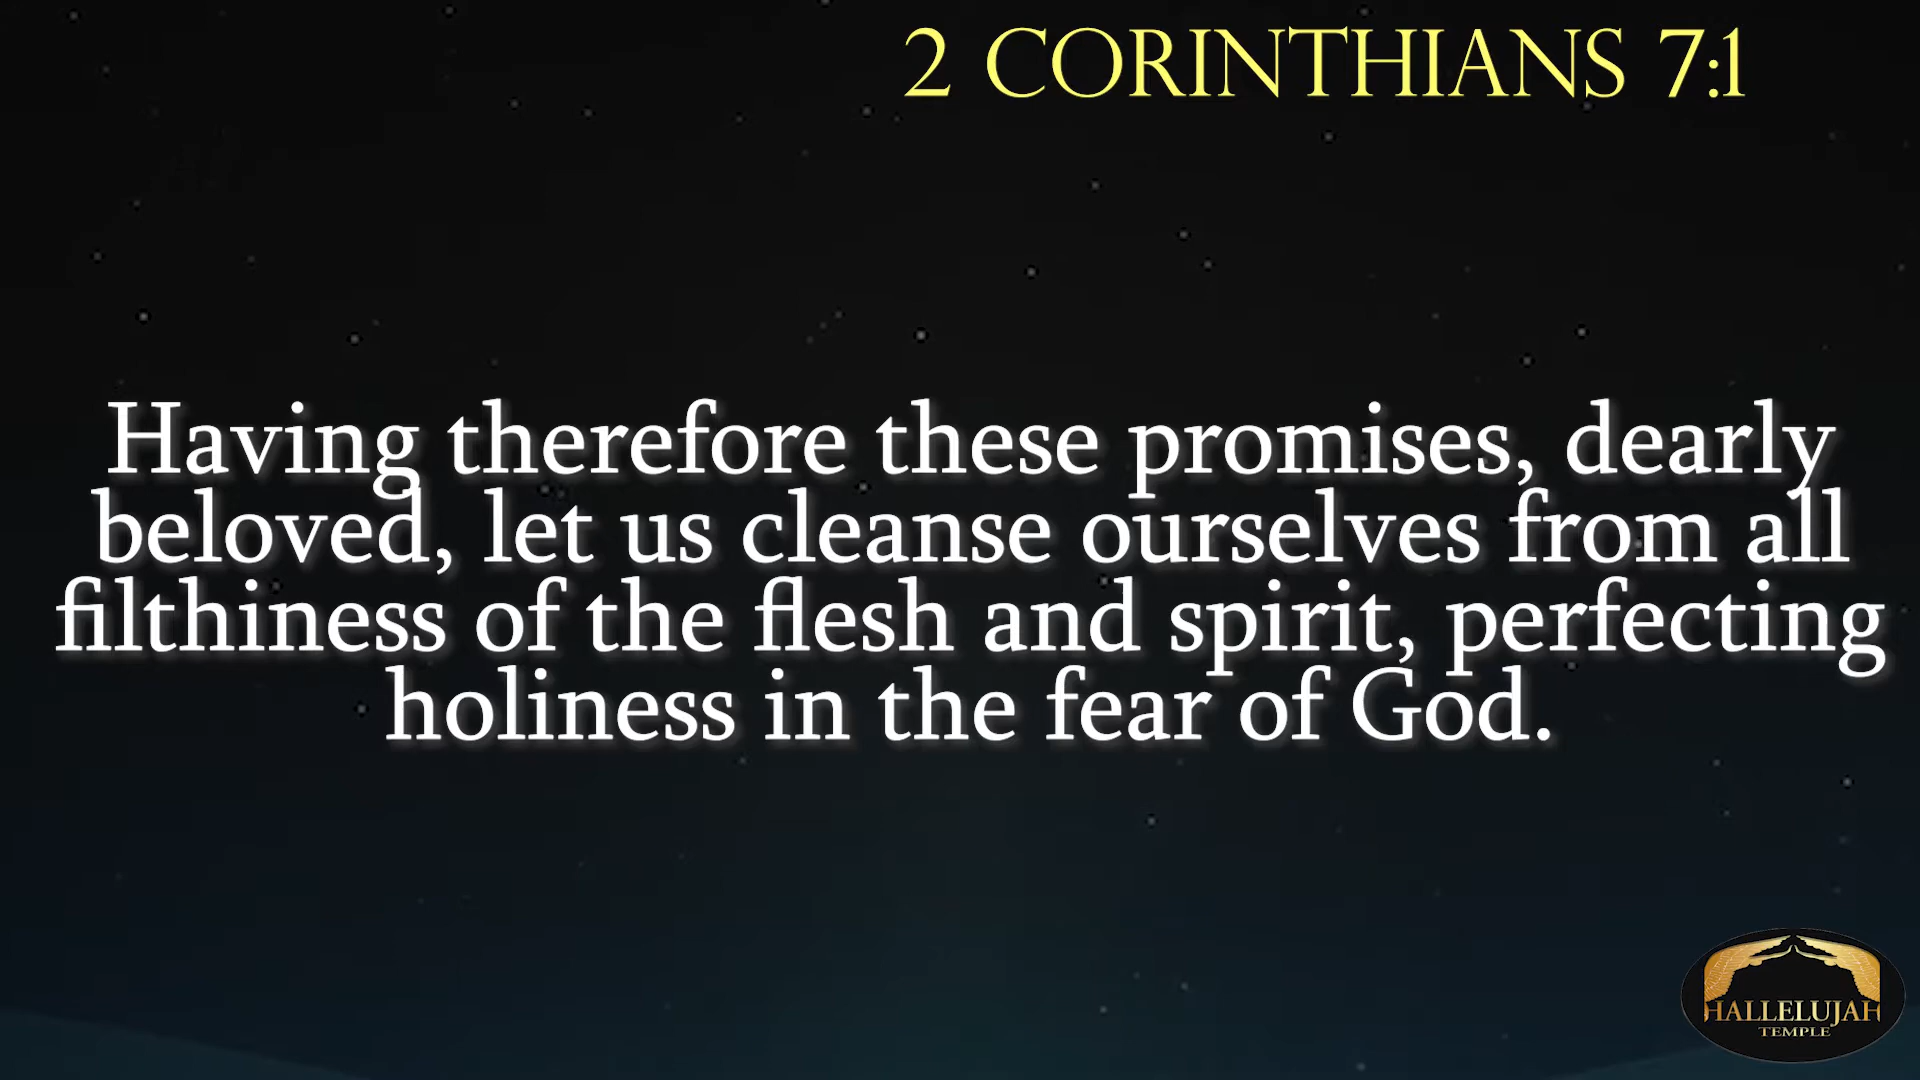 2 CORINTHIANS 7:1
Having therefore these promises, dearly
beloved, let us cleanse ourselves from all
filthiness of the flesh and spirit, perfecting
holiness in the fear of God.
HALLELUJAH
TEMPLE